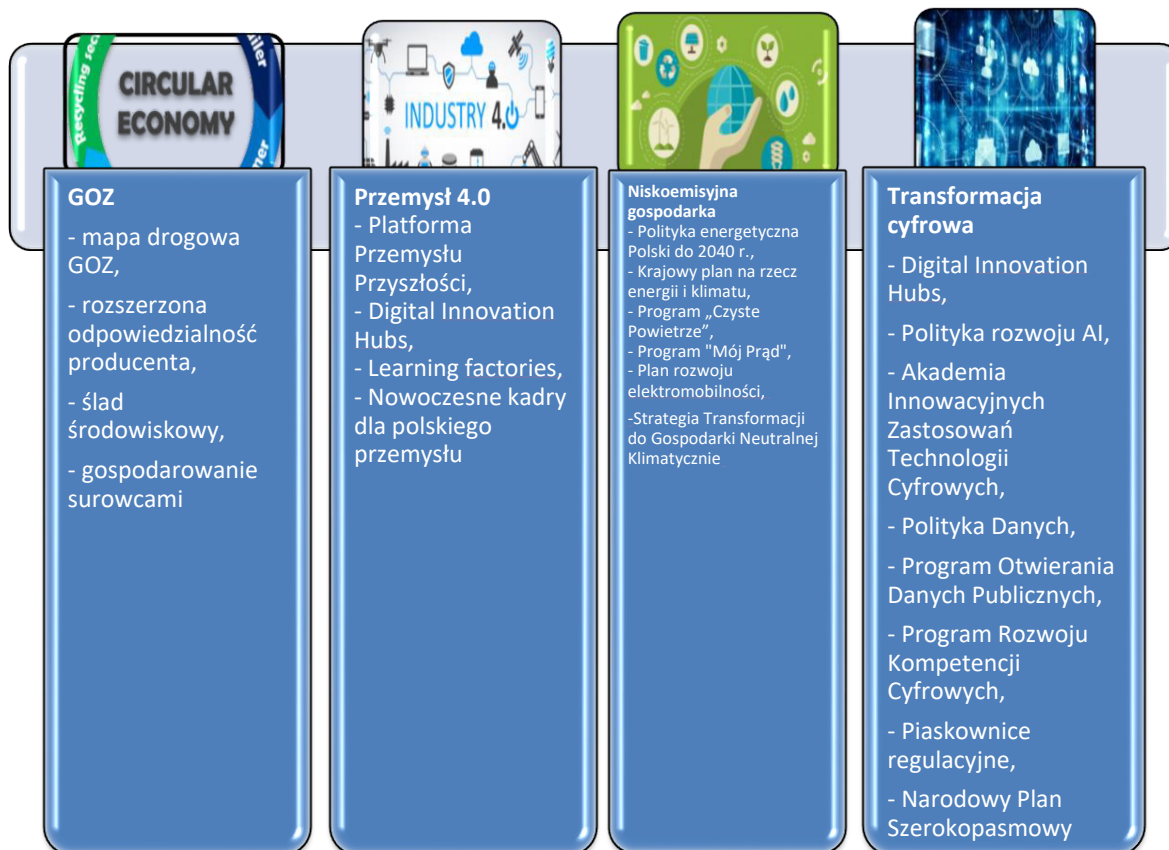 Recycling
CIRCULAR
ECONOMY
INDUSTRY 4.0
GOZ
- mapa drogowa
GOZ,
- rozszerzona
odpowiedzialność
producenta,
- ślad
środowiskowy,
- gospodarowanie
surowcami
Przemysł 4.0
- Platforma
Przemysłu
Przyszłości,
- Digital Innovation
Hubs,
- Learning factories,
- Nowoczesne kadry
dla polskiego
przemysłu
Niskoemisyjna
gospodarka
- Polityka energetyczna
Polski do 2040 r.,
- Krajowy plan na rzecz
energii i klimatu,
- Program „Czyste
Powietrze”,
- Program "Mój Prąd",
- Plan rozwoju
elektromobilności,
-Strategia Transformacji
do Gospodarki Neutralnej
Klimatycznie
Transformacja
cyfrowa
- Digital Innovation
Hubs,
- Polityka rozwoju AI,
- Akademia
Innowacyjnych
Zastosowań
Technologii
Cyfrowych,
- Polityka Danych,
- Program Otwierania
Danych Publicznych,
- Program Rozwoju
Kompetencji
Cyfrowych,
- Piaskownice
regulacyjne,
- Narodowy Plan
Szerokopasmowy